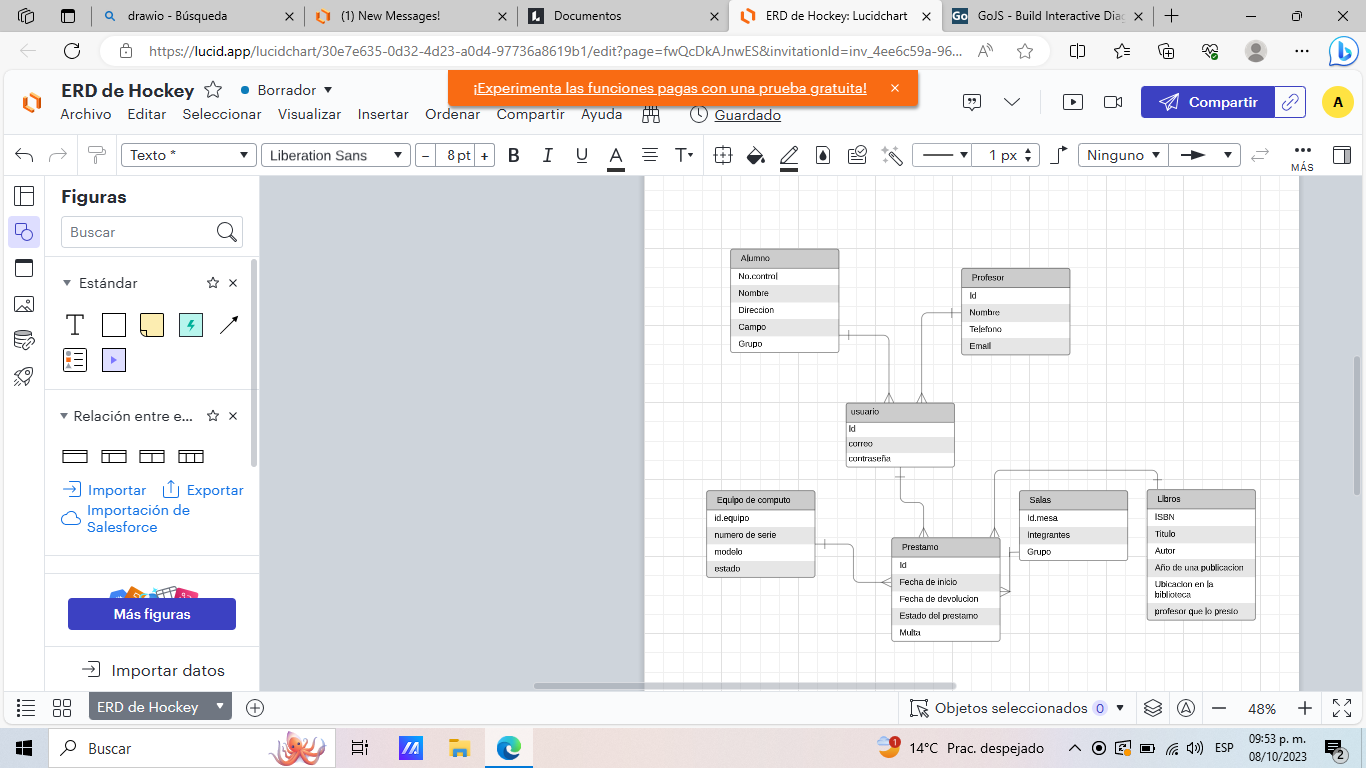 drawio - Búsqueda
(1) New Messages!
Documentos
ERD de Hockey: Lucidchart
GoJS - Build Interactive Diag
https://lucid.app/lucidchart/30e7e635-0d32-4d23-a0d4-97736a8619b1/edit?page=fwQcDkAJnwES&invitationId=inv_4ee6c59a-96...
ERD de Hockey
Borrador
¡Experimenta las funciones pagas con una prueba gratuita!
Archivo Editar Seleccionar Visualizar Insertar Ordenar Compartir Ayuda Guardado
Compartir
A
Texto * Liberation Sans - 8 pt + B I U A T 1 px Ninguno MÁS
Figuras
Buscar
Estándar
T
Relación entre e...
Importar Exportar
Importación de
Salesforce
Más figuras
Importar datos
Alumno
No.control
Nombre
Direccion
Campo
Grupo
Profesor
Id
Nombre
Telefono
Email
usuario
Id
correo
contraseña
Equipo de computo
id.equipo
numero de serie
modelo
estado
Prestamo
Id
Fecha de inicio
Fecha de devolucion
Estado del prestamo
Multa
Salas
Id.mesa
Integrantes
Grupo
Libros
ISBN
Titulo
Autor
Año de una publicacion
Ubicacion en la
biblioteca
profesor que lo presto
ERD de Hockey
Objetos seleccionados 0
48%
Buscar
14°C Prac. despejado
ESP
09:53 p. m.
08/10/2023
2